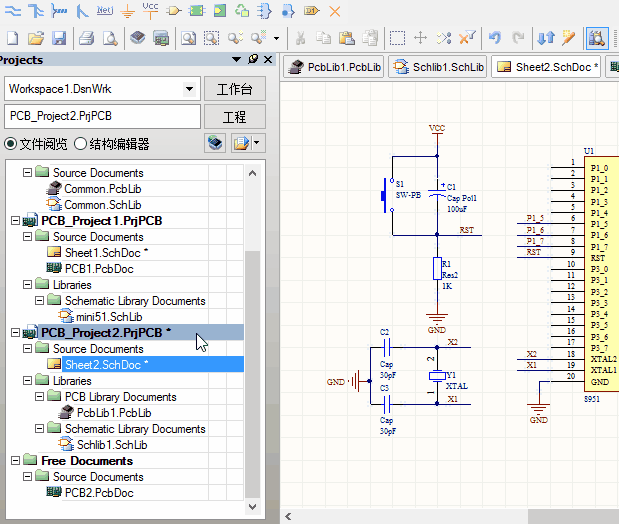 Vcc
Net
D1
Projects
PcbLib1.PcbLib
Schlib1.SchLib
Sheet2.SchDoc *
Workspace1.DsnWrk
工作台
PCB_Project2.PrjPCB
工程
文件阅览
结构编辑器
Source Documents
Common.PcbLib
Common.SchLib
PCB_Project1.PrjPCB
Source Documents
Sheet1.SchDoc *
PCB1.PcbDoc
Libraries
Schematic Library Documents
mini51.SchLib
PCB_Project2.PrjPCB *
Source Documents
Sheet2.SchDoc *
Libraries
PCB Library Documents
PcbLib1.PcbLib
Schematic Library Documents
Schlib1.SchLib
Free Documents
Source Documents
PCB2.PcbDoc
VCC
S1
SW-PB
C1
Cap Pol1
100uF
RST
R1
Res2
1K
GND
C2
Cap
30pF
X2
GND
2
Y1
XTAL
1
C3
Cap
30pF
X1
U1
1 P1_0
2 P1_1
3 P1_2
4 P1_3
5 P1_4
P1_5 6 P1_5
P1_6 7 P1_6
P1_7 8 P1_7
RST 9 RST
10 P3_0
11 P3_1
12 P3_2
13 P3_3
14 P3_4
15 P3_5
16 P3_6
17 P3_7
X2 18 XTAL2
X1 19 XTAL1
20 GND
8951
GND